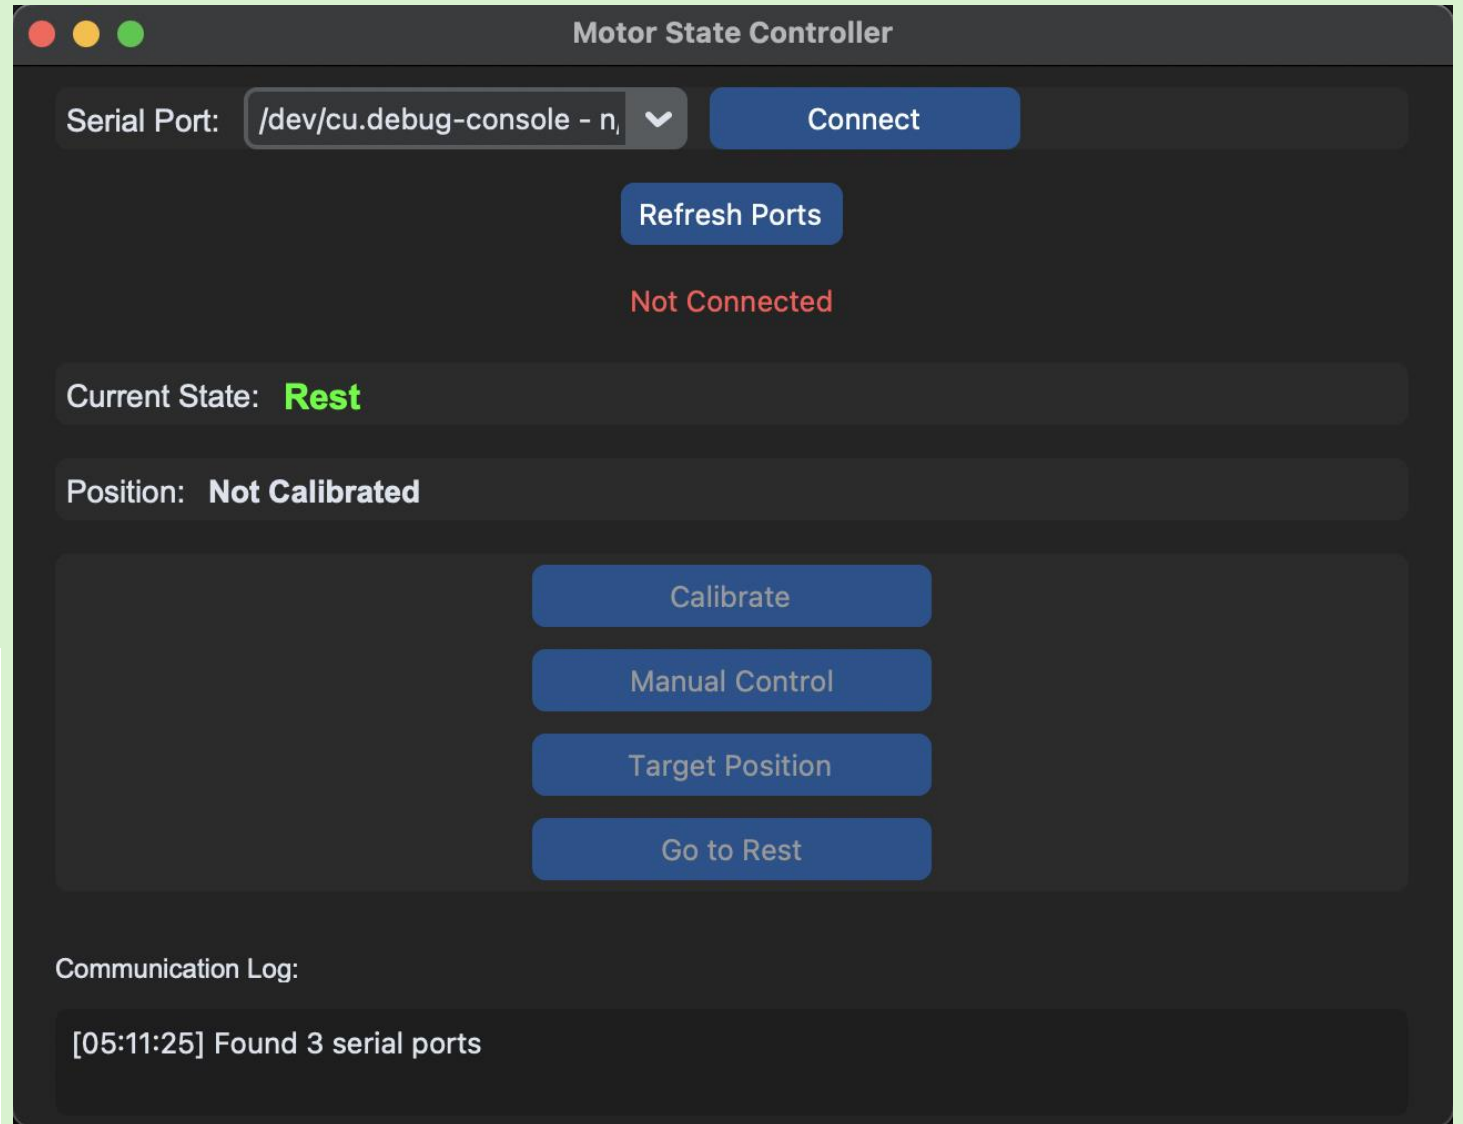 Motor State Controller
Serial Port: /dev/cu.debug-console - n Connect
Refresh Ports
Not Connected
Current State: Rest
Position: Not Calibrated
Calibrate
Manual Control
Target Position
Go to Rest
Communication Log:
[05:11:25] Found 3 serial ports